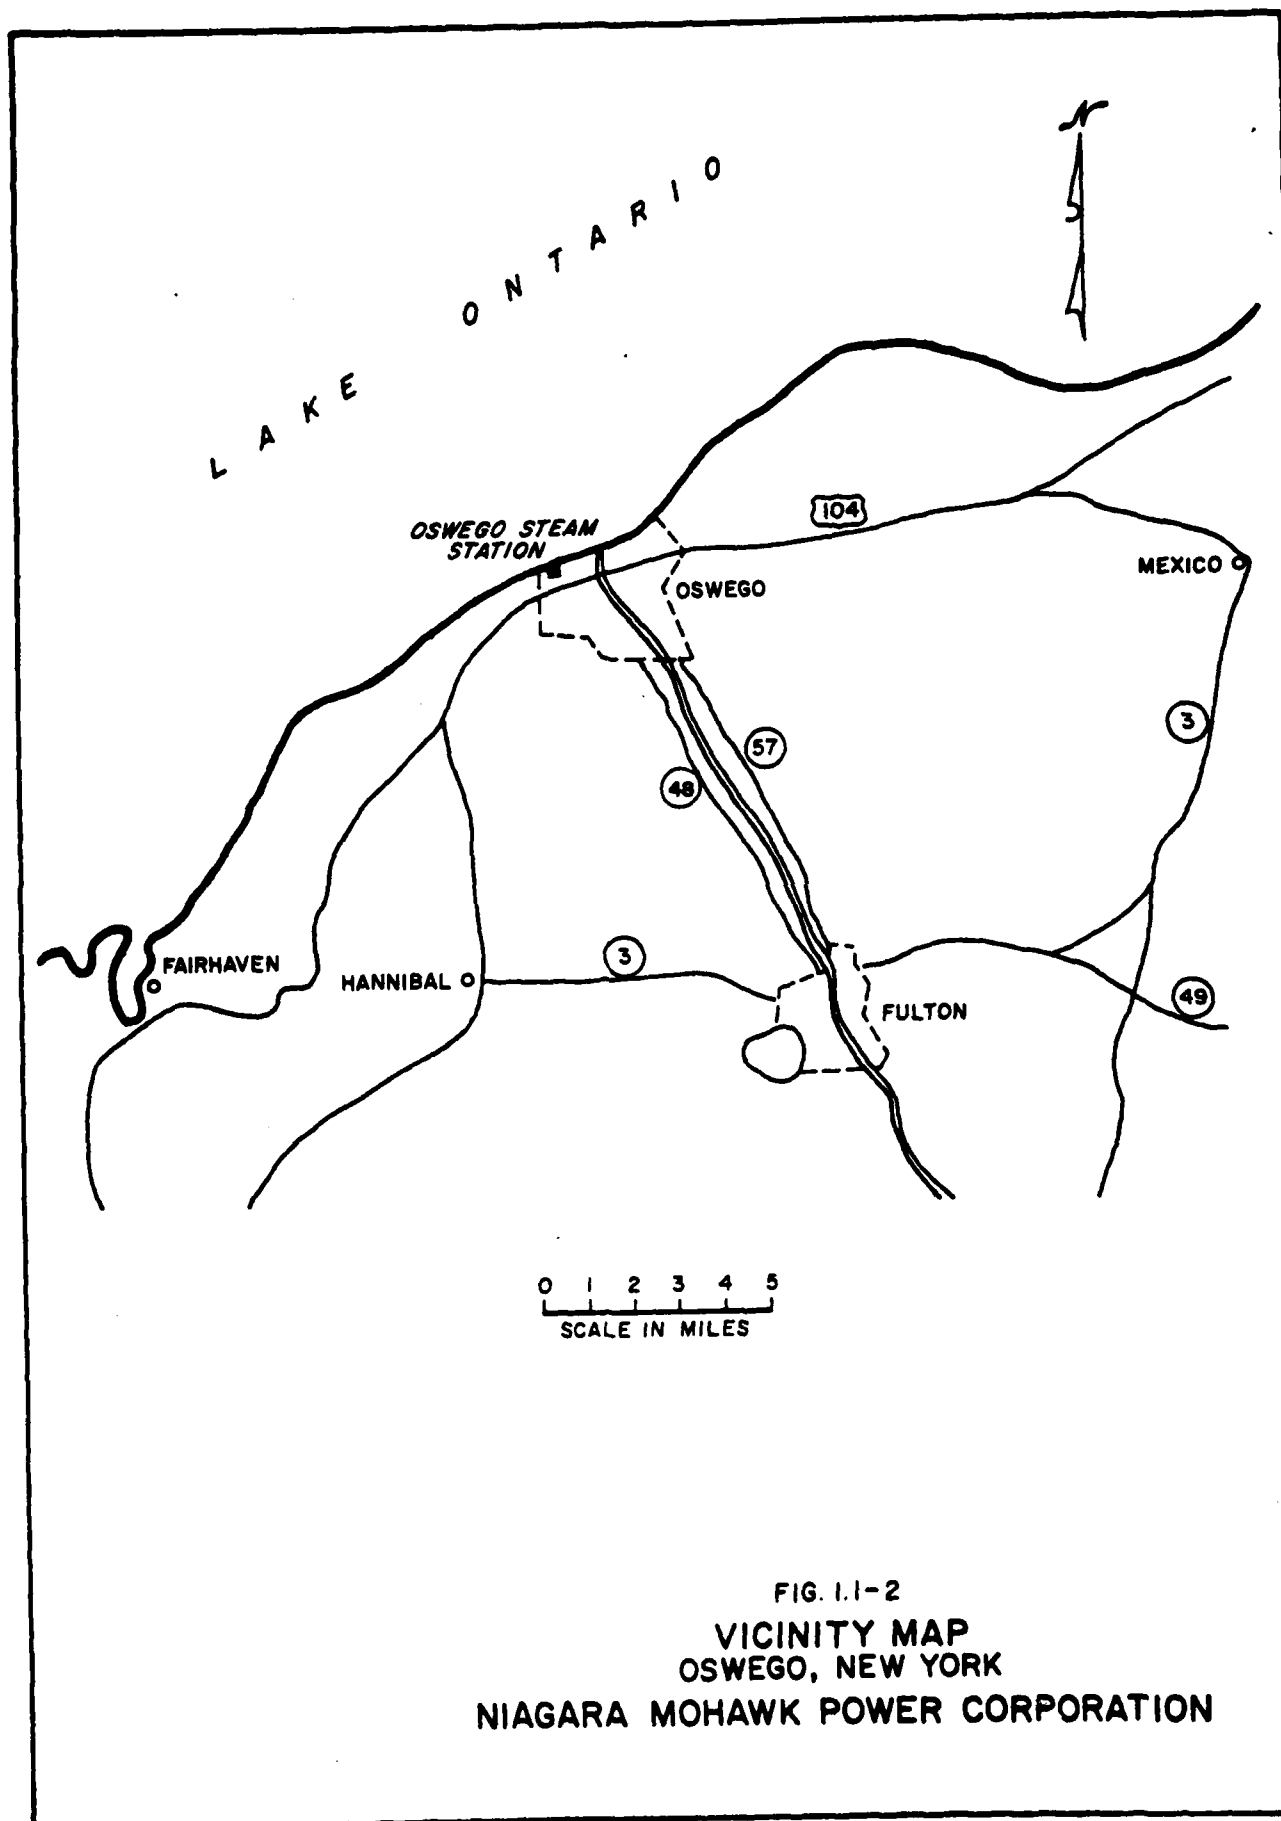 N
LAKE ONTARIO
104
OSWEGO STEAM
STATION
MEXICO
OSWEGO
3
57
48
3
FAIRHAVEN
HANNIBAL
49
FULTON
0 1 2 3 4 5
SCALE IN MILES
FIG. 1.1-2
VICINITY MAP
OSWEGO, NEW YORK
NIAGARA MOHAWK POWER CORPORATION